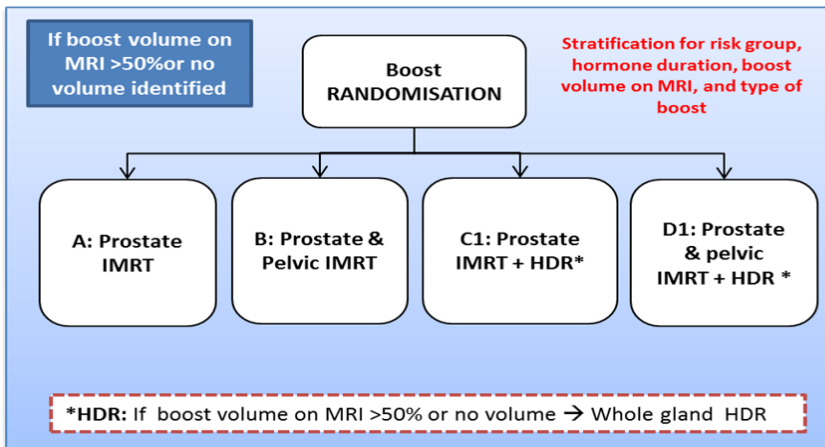 If boost volume on
MRI >50%or no
volume identified
Boost
RANDOMISATION
Stratification for risk group,
hormone duration, boost
volume on MRI, and type of
boost
A: Prostate
IMRT
B: Prostate &
Pelvic IMRT
C1: Prostate
IMRT + HDR*
D1: Prostate
& pelvic
IMRT + HDR *
*HDR: If boost volume on MRI >50% or no volume → Whole gland HDR